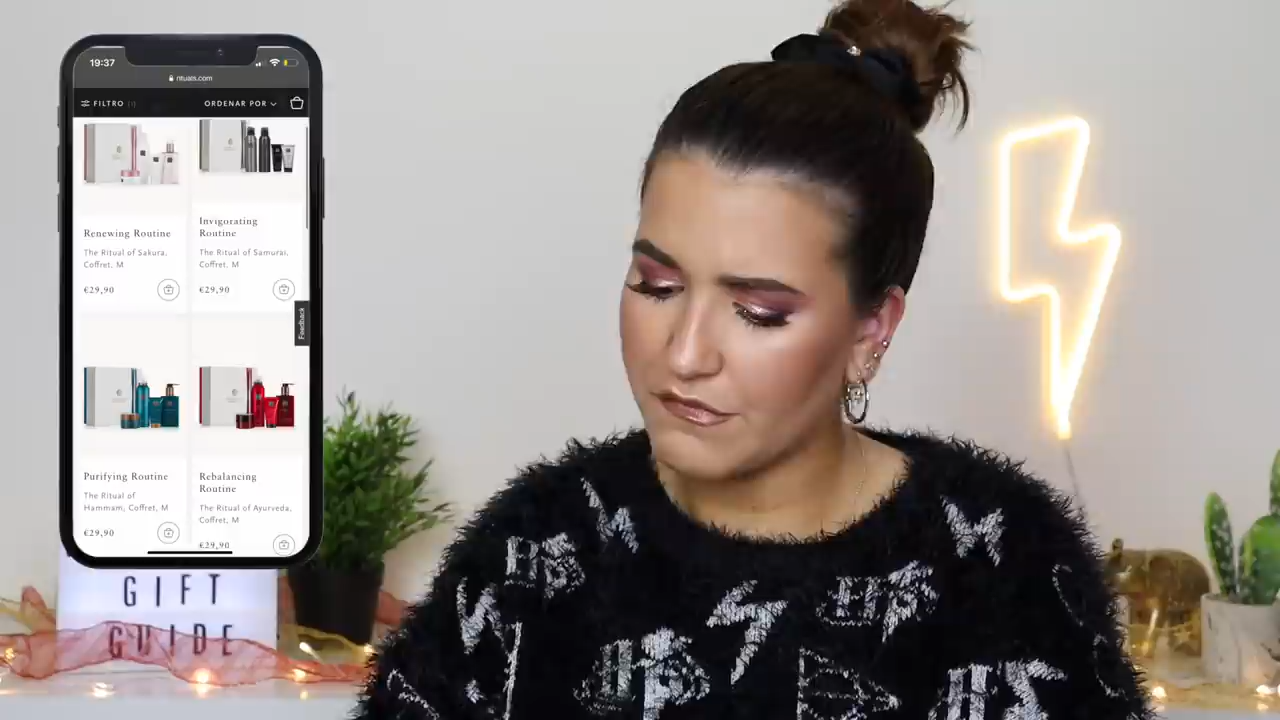 19:37
rituals.com
FILTRO (1)
ORDENAR POR
Renewing Routine
The Ritual of Sakura,
Coffret, M
€29,90
Invigorating
Routine
The Ritual of Samurai,
Coffret, M
€29,90
Feedback
Purifying Routine
The Ritual of
Hammam, Coffret, M
€29,90
Rebalancing
Routine
The Ritual of Ayurveda,
Coffret, M
€29,90
GIFT
GUIDE